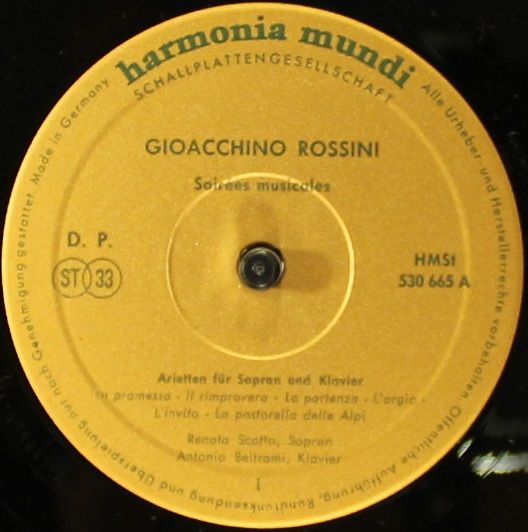 harmonia mundi
SCHALLPLATTENGESELLSCHAFT
GIOACCHINO ROSSINI
Soirées musicales
D. P.
ST 33
HMSt
530 665 A
Arietten für Sopran und Klavier
La promessa - Il rimprovero - La partenza - L'orgia -
L'invito - La pastorella delle Alpi
Renata Scotto, Sopran
Antonio Beltrami, Klavier
I
Alle Urheber- und Herstellerrechte vorbehalten. Öffentliche Aufführung, Rundfunksendung und Überspielung nur nach Genehmigung gestattet. Made in Germany